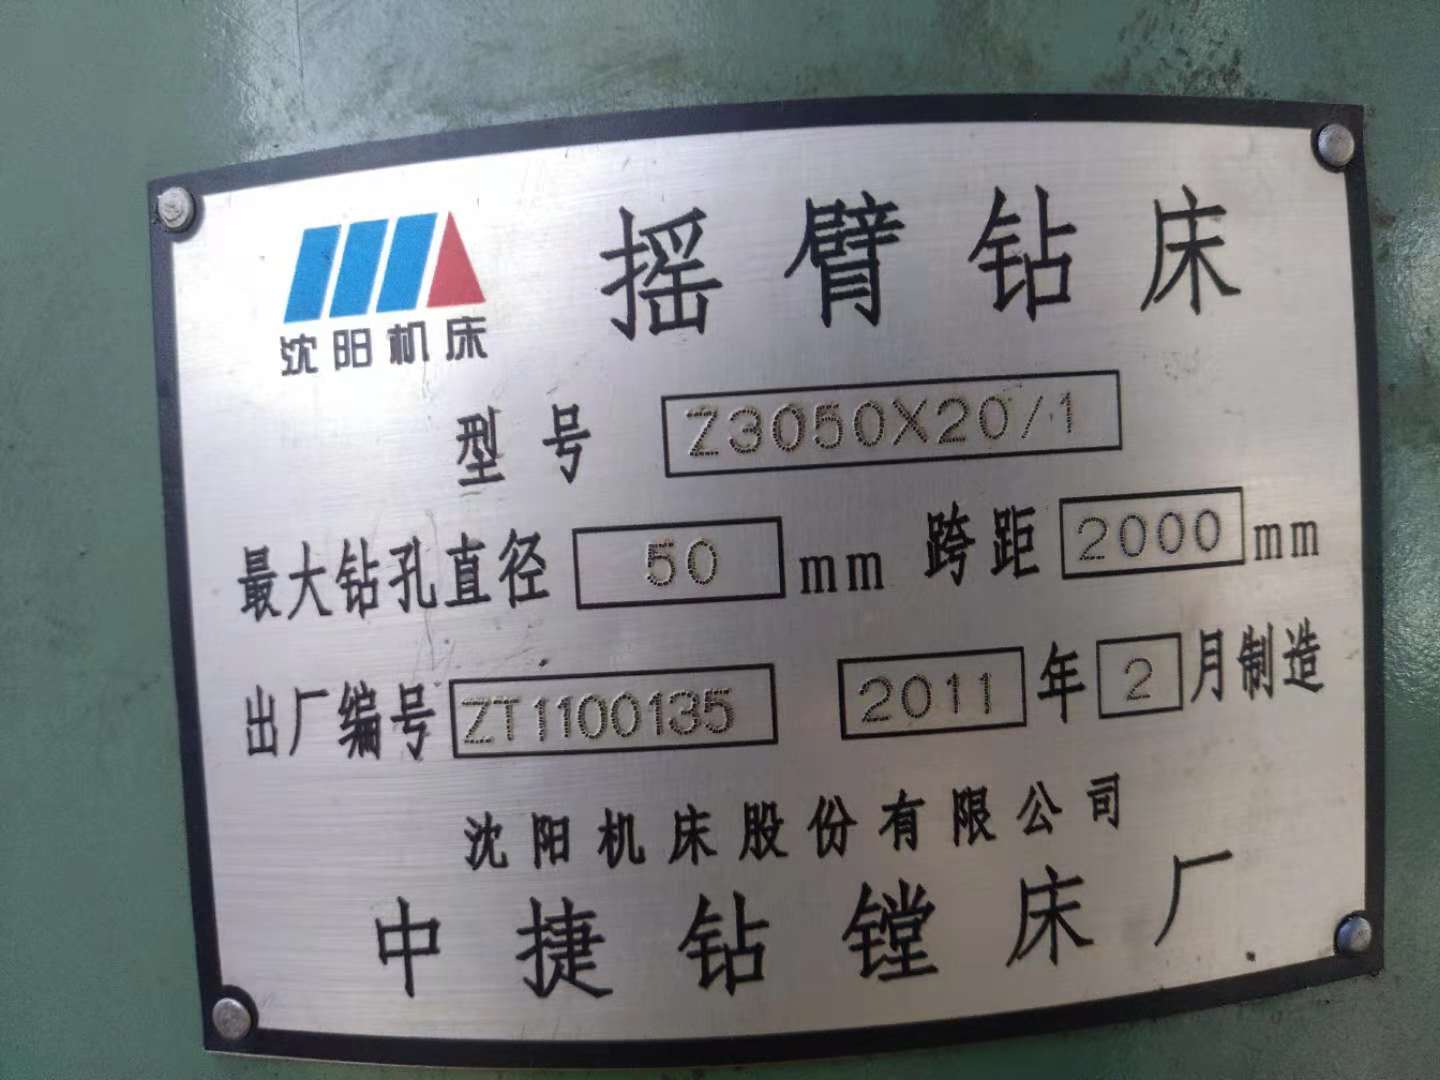 摇臂钻床
沈阳机床
型号 Z3050X20/1
最大钻孔直径 50 mm 跨距 2000 mm
出厂编号 ZT1100135 2011 年 2 月制造
沈阳机床股份有限公司
中捷钻镗床厂